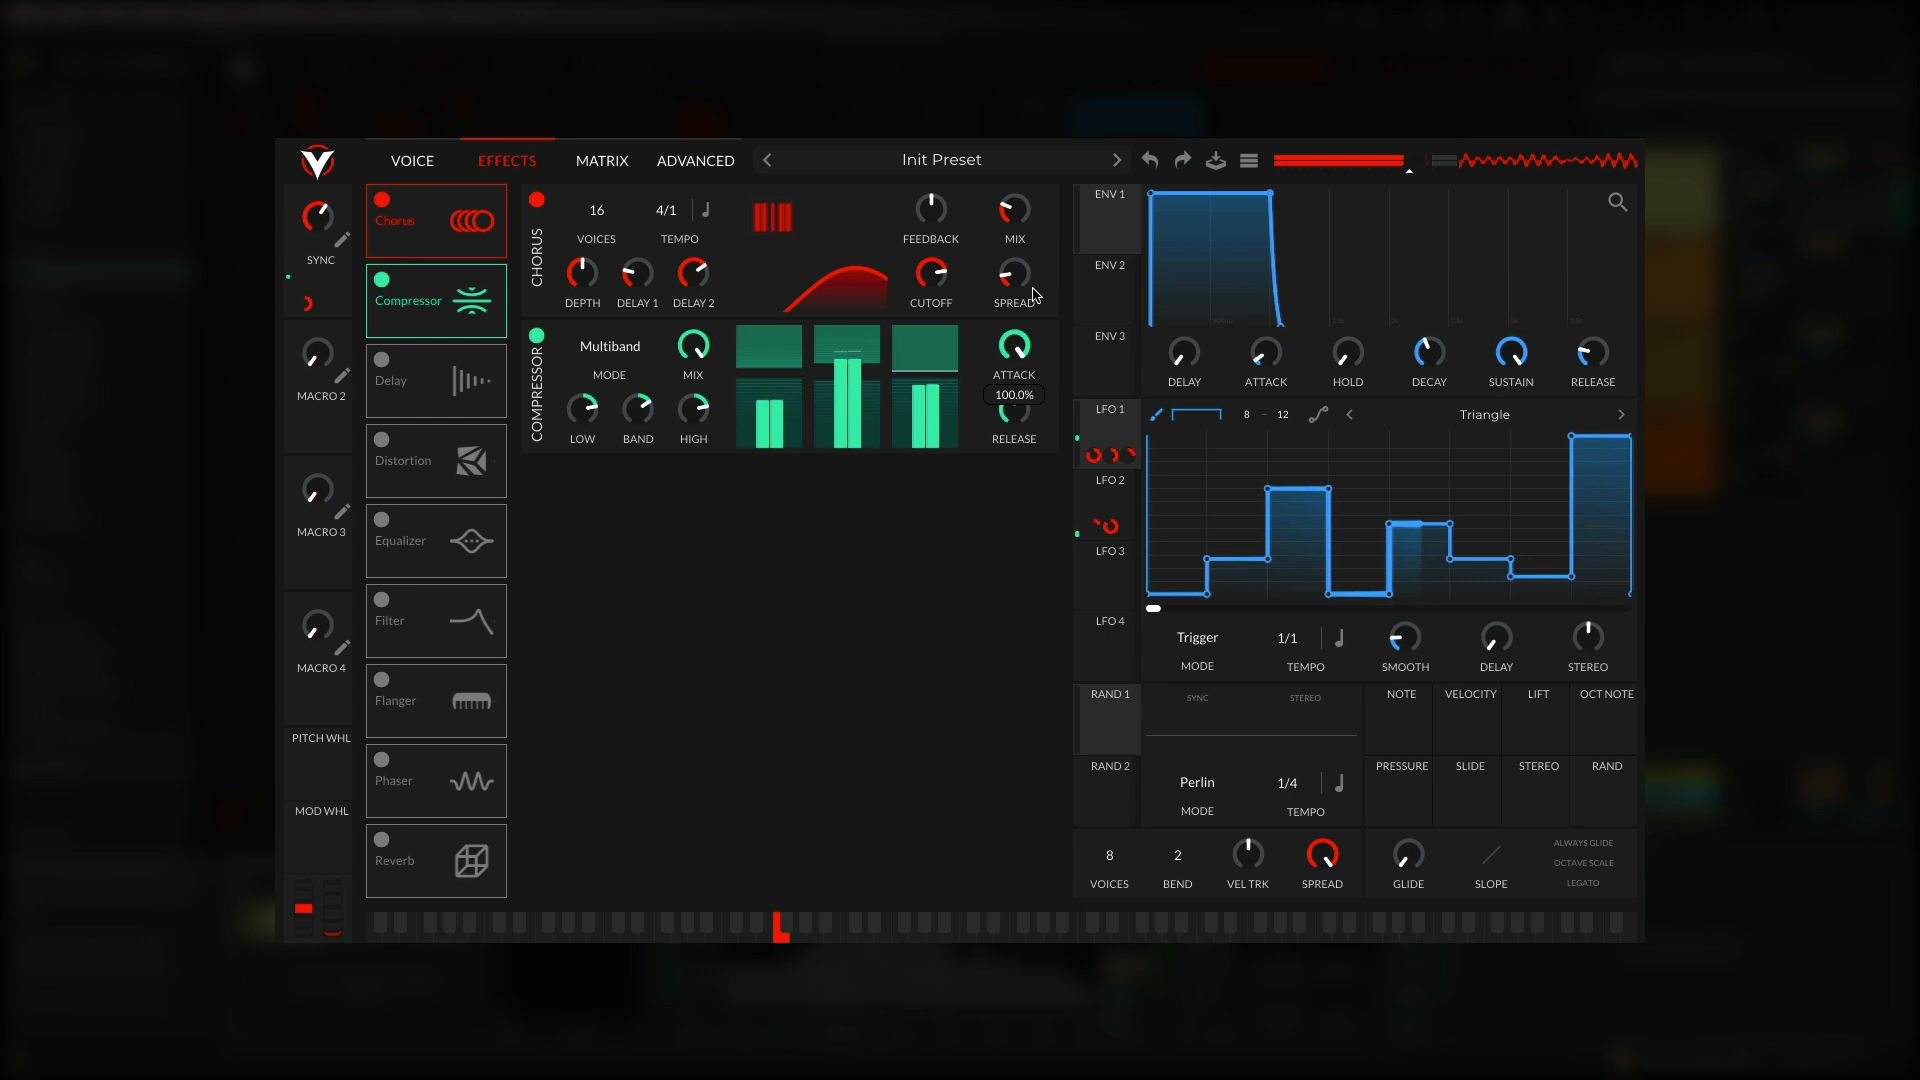 VOICE EFFECTS MATRIX ADVANCED Init Preset
SYNC
MACRO 2
MACRO 3
MACRO 4
PITCH WHL
MOD WHL
Chorus
Compressor
Delay
Distortion
Equalizer
Filter
Flanger
Phaser
Reverb
CHORUS
16 4/1
VOICES TEMPO FEEDBACK MIX
DEPTH DELAY 1 DELAY 2 CUTOFF SPREAD
COMPRESSOR
Multiband
MODE MIX ATTACK
100.0%
LOW BAND HIGH RELEASE
ENV 1
ENV 2
ENV 3
DELAY ATTACK HOLD DECAY SUSTAIN RELEASE
LFO 1
LFO 2
LFO 3
LFO 4
8 - 12 Triangle
Trigger 1/1
MODE TEMPO SMOOTH DELAY STEREO
RAND 1
RAND 2
SYNC STEREO
Perlin 1/4
MODE TEMPO
NOTE VELOCITY LIFT OCT NOTE
PRESSURE SLIDE STEREO RAND
8 2
VOICES BEND VEL TRK SPREAD
GLIDE SLOPE
ALWAYS GLIDE
OCTAVE SCALE
LEGATO